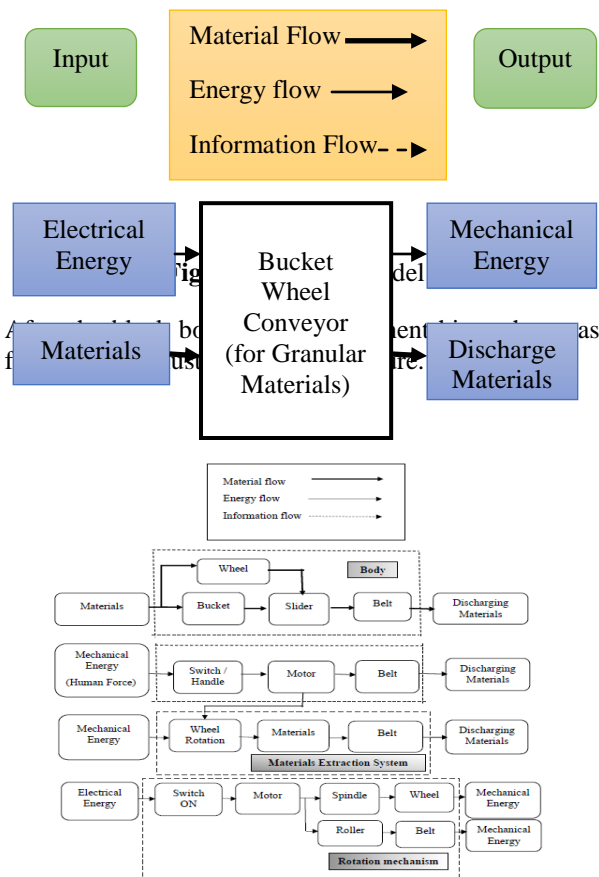 Input
Material Flow
Energy flow
Information Flow
Output
Electrical
Energy
Bucket
Wheel
Conveyor
(for Granular
Materials)
Mechanical
Energy
Materials
Discharge
Materials
Material flow
Energy flow
Information flow
Body
Wheel
Materials
Bucket
Slider
Belt
Discharging
Materials
Mechanical
Energy
(Human Force)
Switch /
Handle
Motor
Belt
Discharging
Materials
Mechanical
Energy
Wheel
Rotation
Materials
Belt
Discharging
Materials
Materials Extraction System
Electrical
Energy
Switch
ON
Motor
Spindle
Wheel
Mechanical
Energy
Roller
Belt
Mechanical
Energy
Rotation mechanism